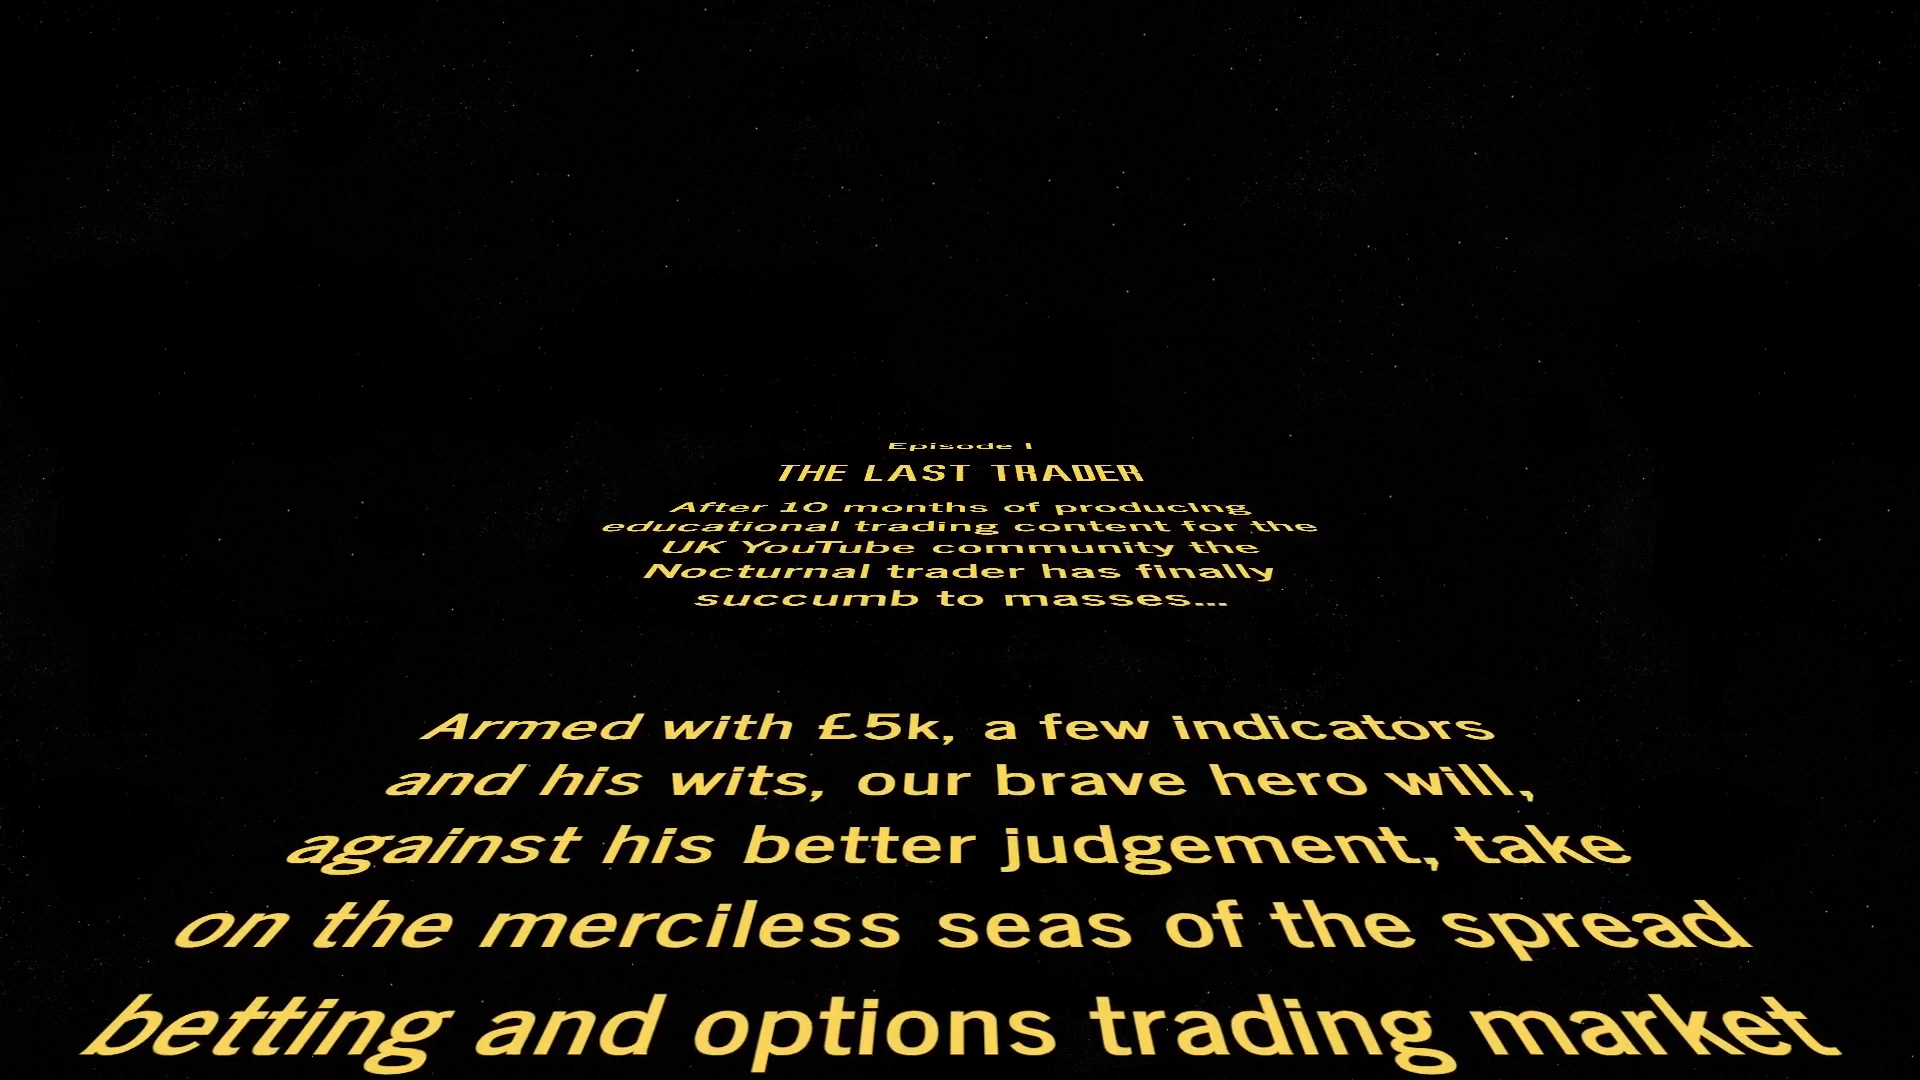 Episode I
THE LAST TRADER
After 10 months of producing
educational trading content for the
UK YouTube community the
Nocturnal trader has finally
succumb to masses...
Armed with £5k, a few indicators
and his wits, our brave hero will,
against his better judgement, take
on the merciless seas of the spread
betting and options trading market